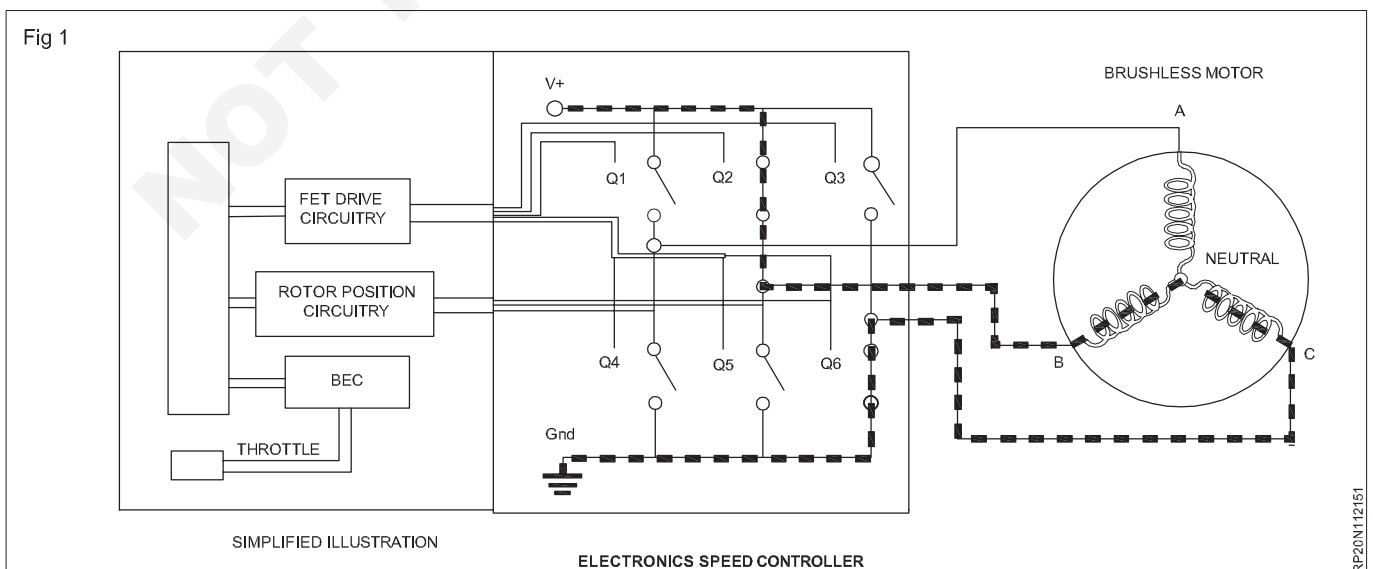 Fig 1
NOT
BRUSHLESS MOTOR
V+
A
Q1
Q2
Q3
FET DRIVE
CIRCUITRY
NEUTRAL
ROTOR POSITION
CIRCUITRY
Q4
Q5
Q6
B
C
BEC
Gnd
THROTTLE
SIMPLIFIED ILLUSTRATION
ELECTRONICS SPEED CONTROLLER
RP20N112151